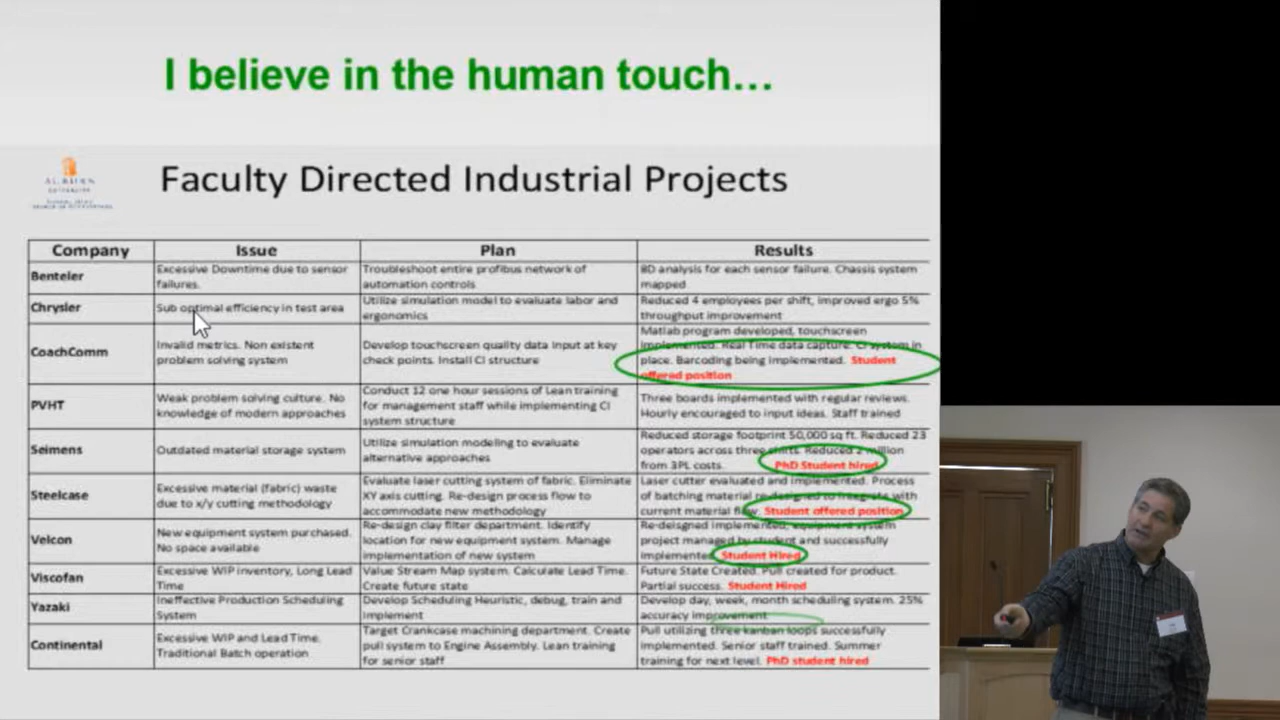 I believe in the human touch…
AUBURN
UNIVERSITY
Faculty Directed Industrial Projects
Company Issue Plan Results
Benteler
Excessive Downtime due to sensor
failures.
Troubleshoot entire profibus network of
automation controls
8D analysis for each sensor failure. Chassis system
mapped
Chrysler
Sub optimal efficiency in test area
Utilize simulation model to evaluate labor and
ergonomics
Reduced 4 employees per shift, improved ergo 5%
throughput improvement
CoachComm
Invalid metrics. Non existent
problem solving system
Develop touchscreen quality data input at key
check points. Install CI structure
Matlab program developed, touchscreen
implemented. Real Time data capture. CI system in
place. Barcoding being implemented. Student
offered position
PVHT
Weak problem solving culture. No
knowledge of modern approaches
Conduct 12 one hour sessions of Lean training
for management staff while implementing CI
system structure
Three boards implemented with regular reviews.
Hourly encouraged to input ideas. Staff trained
Seimens
Outdated material storage system
Utilize simulation modeling to evaluate
alternative approaches
Reduced storage footprint 50,000 sq ft. Reduced 23
operators across three shifts. Reduced 2 million
from 3PL costs. PhD Student hired
Steelcase
Excessive material (fabric) waste
due to x/y cutting methodology
Evaluate laser cutting system of fabric. Eliminate
XY axis cutting. Re-design process flow to
accommodate new methodology
Laser cutter evaluated and implemented. Process
of batching material re-designed to integrate with
current material flow. Student offered position
Velcon
New equipment system purchased.
No space available
Re-design clay filter department. Identify
location for new equipment system. Manage
implementation of new system
Re-deisgned implemented, equipment system
project managed by student and successfully
implemented Student Hired
Viscofan
Excessive WIP inventory, Long Lead
Time
Value Stream Map system. Calculate Lead Time.
Create future state
Future State Created. Pull created for product.
Partial success. Student Hired
Yazaki
Ineffective Production Scheduling
System
Develop Scheduling Heuristic, debug, train and
implement
Develop day, week, month scheduling system. 25%
accuracy improvement
Continental
Excessive WIP and Lead Time.
Traditional Batch operation
Target Crankcase machining department. Create
pull system to Engine Assembly. Lean training
for senior staff
Pull utilizing three kanban loops successfully
implemented. Senior staff trained. Summer
training for next level. PhD student hired